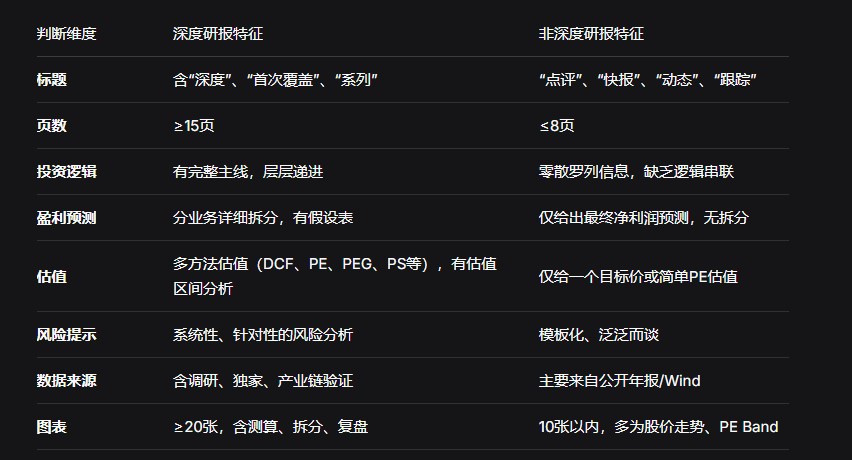 判断维度 深度研报特征 非深度研报特征
标题 含“深度”、“首次覆盖”、“系列” “点评”、“快报”、“动态”、“跟踪”
页数 ≥15页 ≤8页
投资逻辑 有完整主线，层层递进 零散罗列信息，缺乏逻辑串联
盈利预测 分业务详细拆分，有假设表 仅给出最终净利润预测，无拆分
估值 多方法估值（DCF、PE、PEG、PS等），有估值
区间分析 仅给一个目标价或简单PE估值
风险提示 系统性、针对性的风险分析 模板化、泛泛而谈
数据来源 含调研、独家、产业链验证 主要来自公开年报/Wind
图表 ≥20张，含测算、拆分、复盘 10张以内，多为股价走势、PE Band